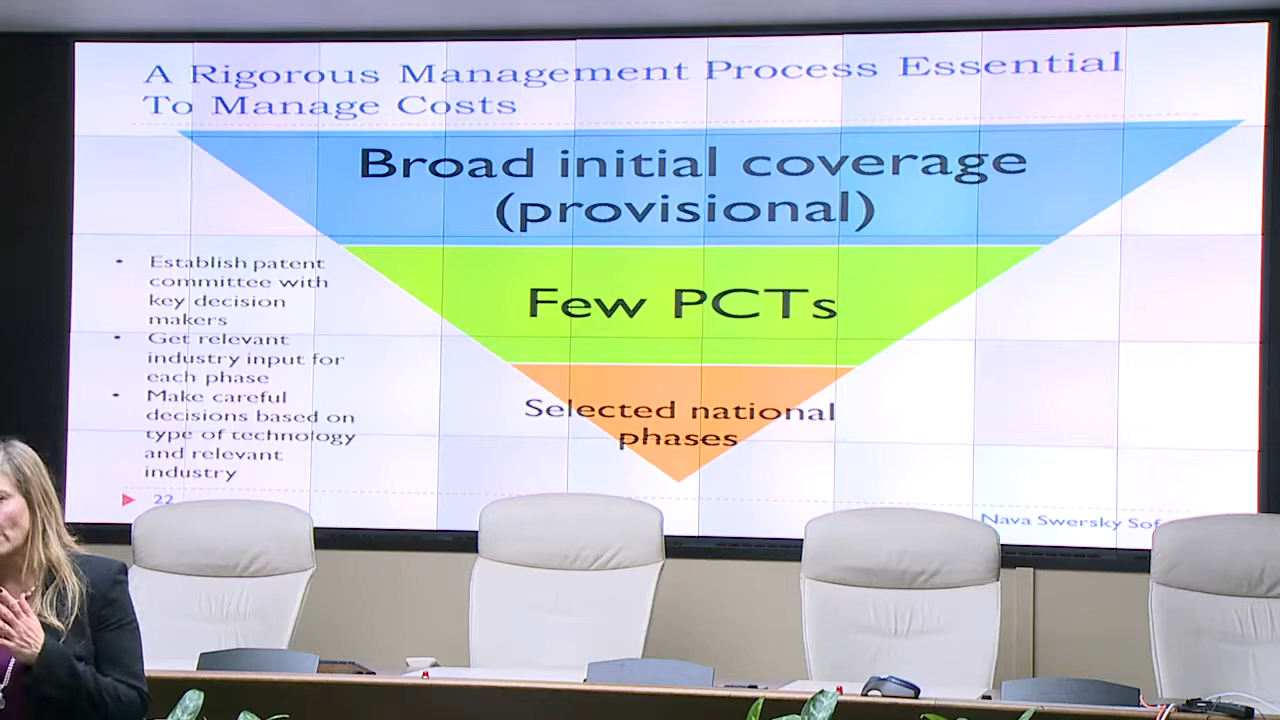 A Rigorous Management Process Essential
To Manage Costs
Broad initial coverage
(provisional)
Few PCTs
Selected national
phases
• Establish patent
committee with
key decision
makers
• Get relevant
industry input for
each phase
• Make careful
decisions based on
type of technology
and relevant
industry
22
Nava Swersky